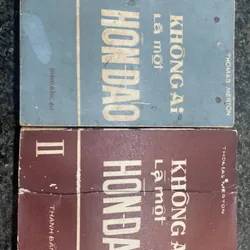 THOMAS MERTON
KHÔNG AI
LÀ MỘT
HÒN ĐẢO
THOMAS MERTON
KHÔNG AI
LÀ MỘT
HÒN ĐẢO
II